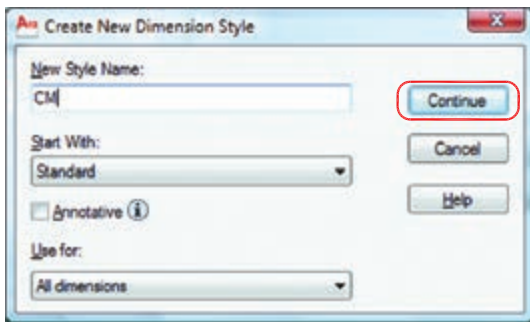 Create New Dimension Style
New Style Name:
CM
Continue
Start With:
Standard
Cancel
Annotative
Help
Use for:
All dimensions